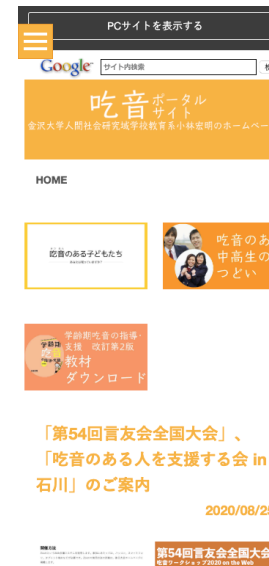 PCサイトを表示する
Google サイト内検索
吃音ポータルサイト
金沢大学人間社会研究域学校教育系小林宏明のホームペー
HOME
吃音のある子どもたち
吃音のあ
中高生の
つどい
学齢期吃音の指導・
支援 改訂第2版
教材
ダウンロード
「第54回言友会全国大会」、
「吃音のある人を支援する会 in
石川」のご案内
2020/08/25
第54回言友会全国大会
吃音ワークショップ2020 on the Web